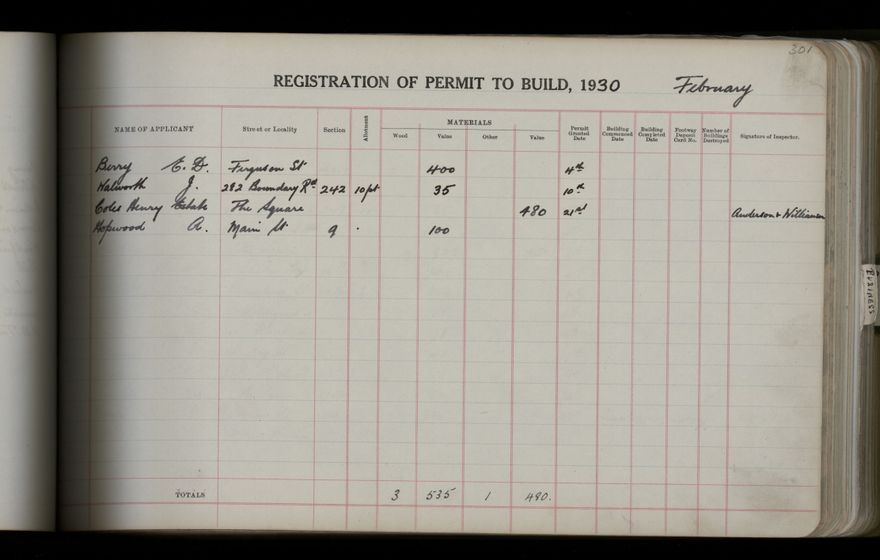 301
REGISTRATION OF PERMIT TO BUILD, 1930 February
MATERIALS
NAME OF APPLICANT Street or Locality Section Allotment Wood Value Other Value Permit Granted Date Building Commenced Date Building Completed Date Footway Deposit Card No. Number of Buildings Destroyed Signature of Inspector.
Berry E. D. Ferguson St 400 4th
Walworth J. 282 Boundary Rd 242 10 pt 35 10th
Coles Henry Estate The Square 480 21st Anderson & Williamson
Hopwood A. Main St 9 100
TOTALS 3 535 1 480.
BUSINESS